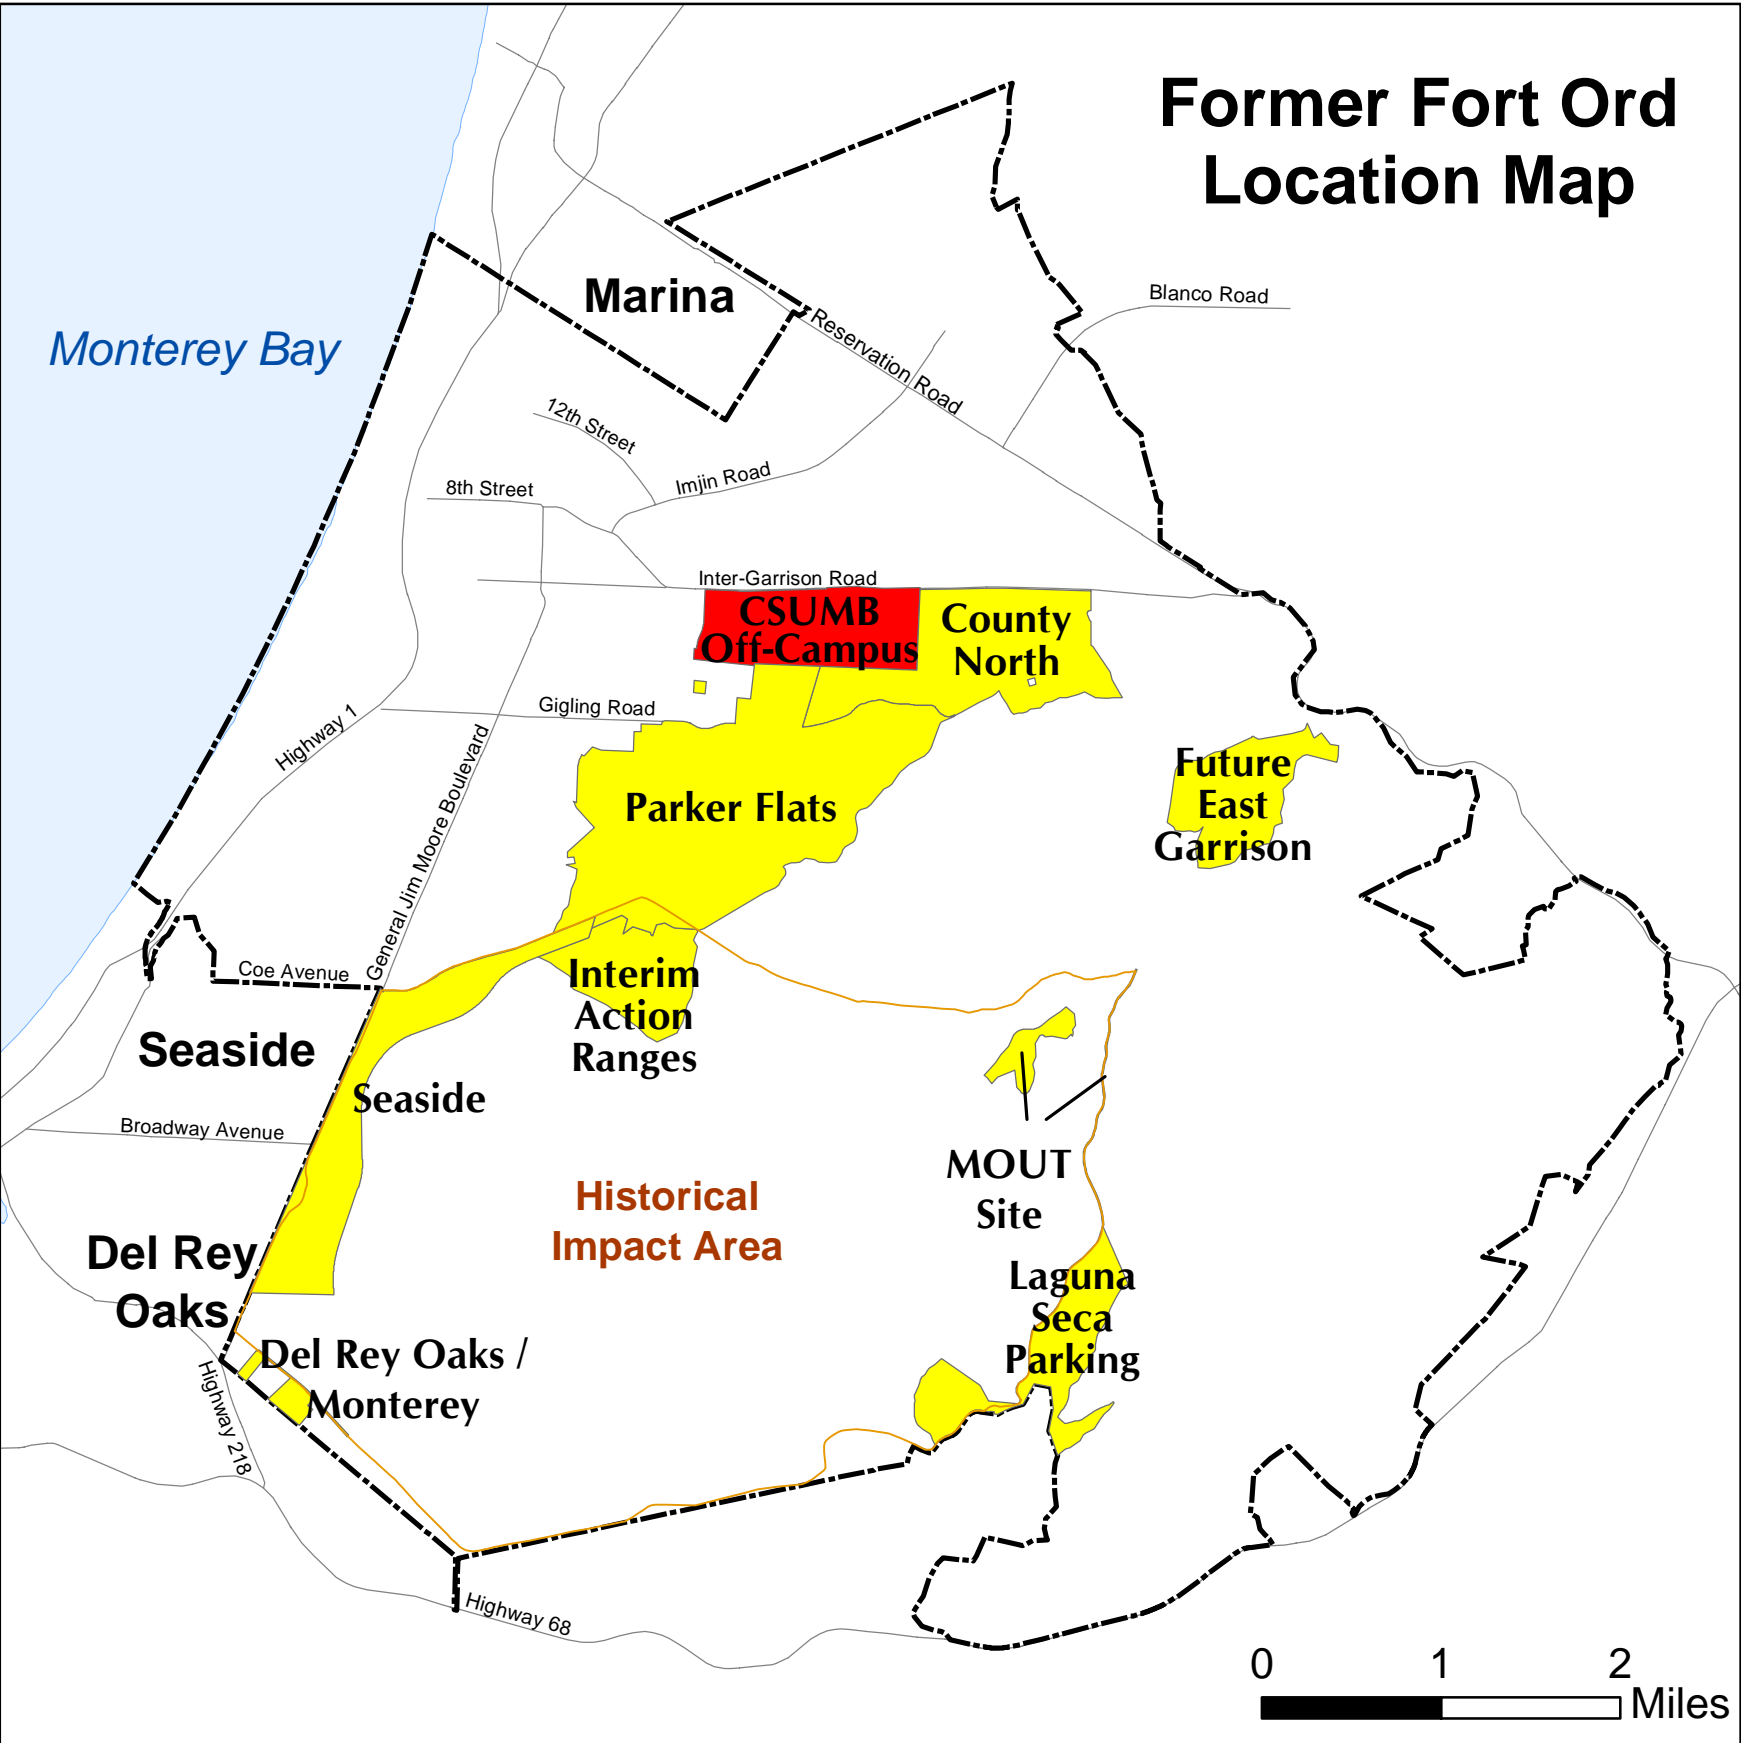 Former Fort Ord
Location Map
Marina
Blanco Road
Monterey Bay
Reservation Road
12th Street
Imjin Road
8th Street
Inter-Garrison Road
CSUMB
Off-Campus
County
North
Gigling Road
Highway 1
General Jim Moore Boulevard
Parker Flats
Future
East
Garrison
Coe Avenue
Interim
Action
Ranges
Seaside
Seaside
Broadway Avenue
MOUT
Site
Historical
Impact Area
Del Rey
Oaks
Laguna
Seca
Parking
Del Rey Oaks /
Monterey
Highway 218
Highway 68
0 1 2
Miles